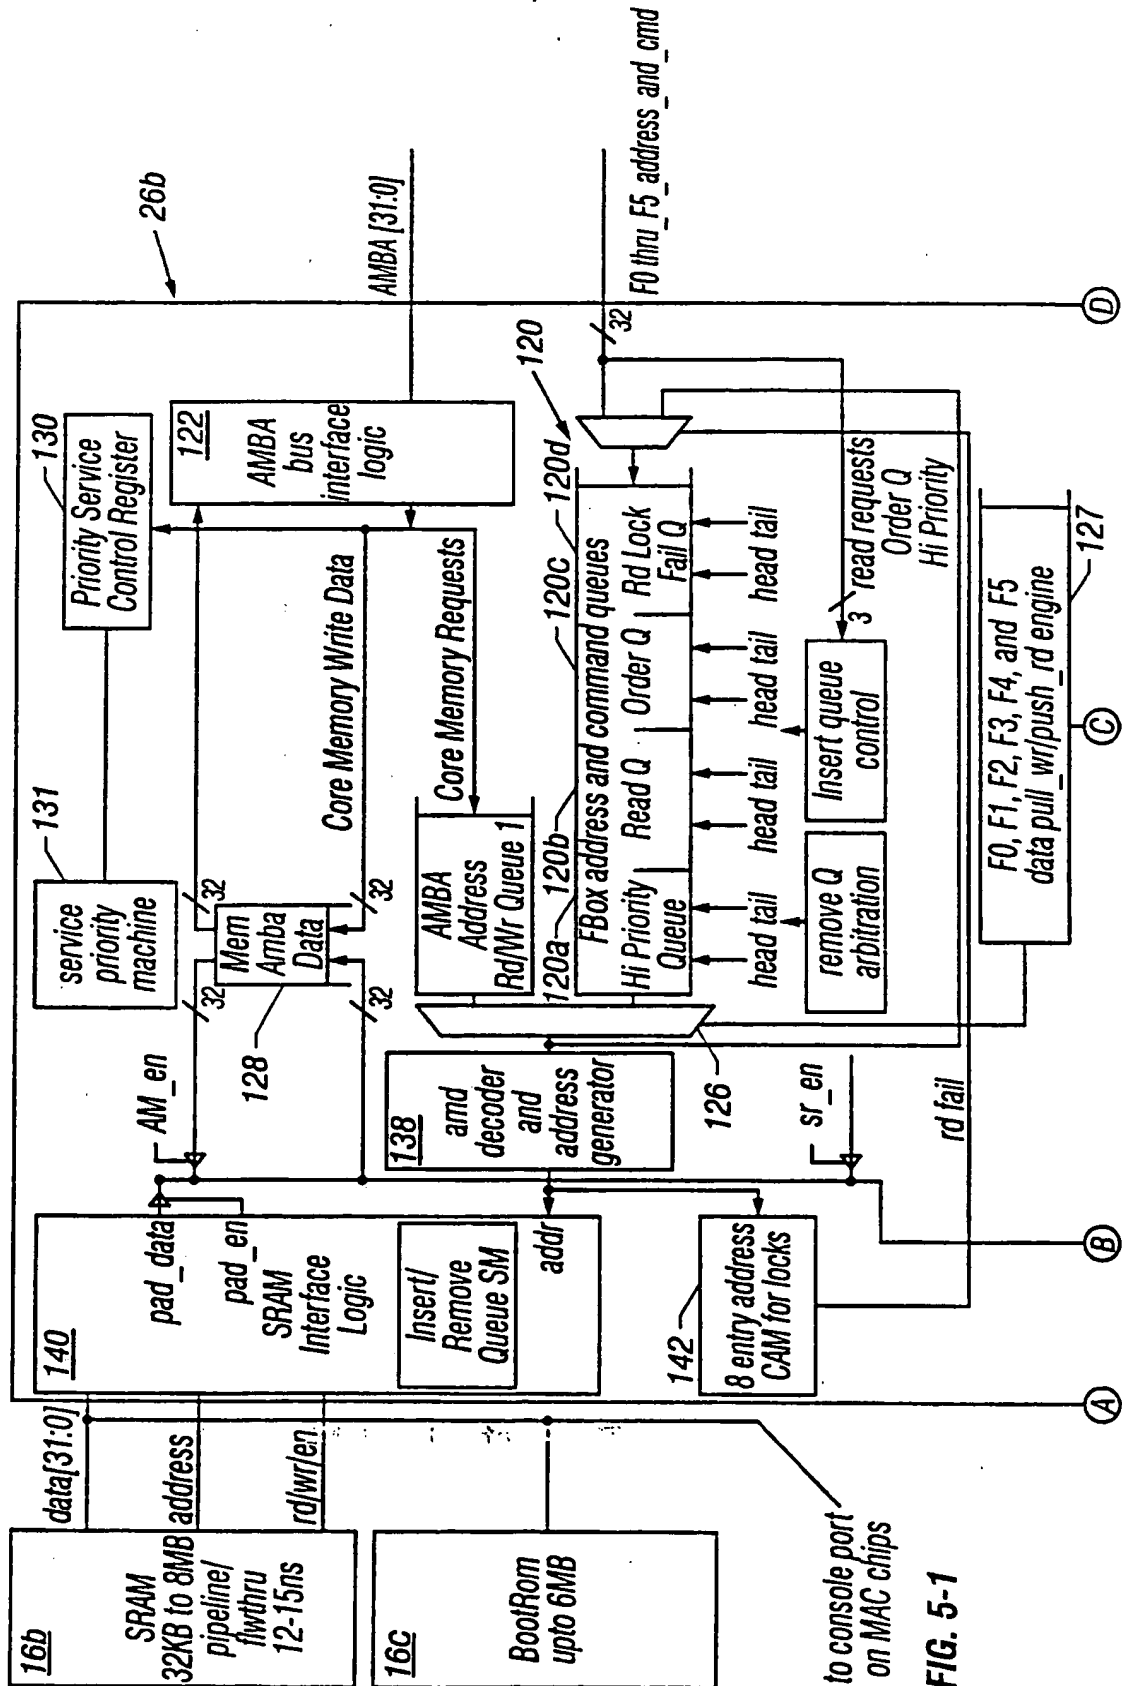 16b
SRAM
32KB to 8MB
pipeline/
flwthru
12-15ns
data[31:0]
address
rd/wr/en
16c
BootRom
upto 6MB
to console port
on MAC chips
FIG. 5-1
140
pad_data
pad_en
SRAM
Interface
Logic
Insert/
Remove
Queue SM
addr
142
8 entry address
CAM for locks
A
B
AM_en
sr_en
rd fail
138
amd
decoder
and
address
generator
126
128
Mem
Amba
Data
32
32
32
32
131
service
priority
machine
130
Priority Service
Control Register
Core Memory Write Data
Core Memory Requests
AMBA
Address
Rd/Wr Queue 1
122
AMBA
bus
interface
logic
26b
AMBA [31:0]
120a
120b
120c
120d
120
FBox address and command queues
Hi Priority
Queue
Read Q
Order Q
Rd Lock
Fail Q
head tail
head tail
head tail
head tail
remove Q
arbitration
Insert queue
control
3
read requests
Order Q
Hi Priority
32
F0 thru F5 address and cmd
F0, F1, F2, F3, F4, and F5
data pull_wr/push_rd engine
127
C
D